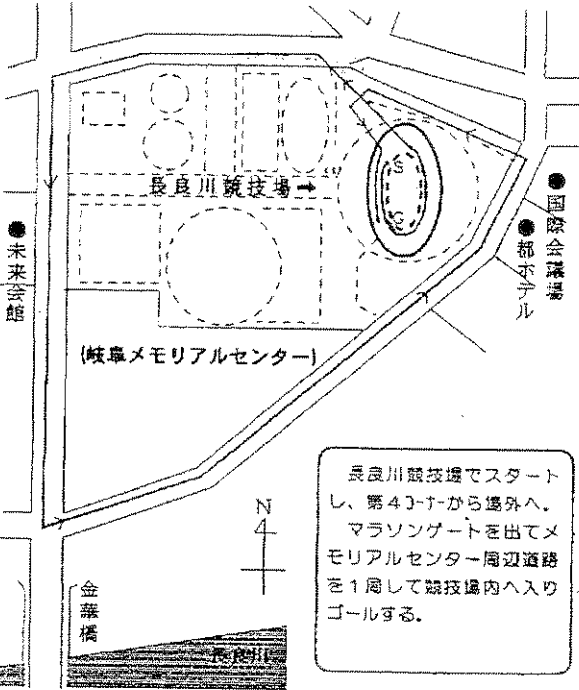 長良川競技場→
S
G
●国際会議場
●都ホテル
●未来会館
(岐阜メモリアルセンター)
N
金華橋
長良川
長良川競技場でスタート
し、第4コーナーから場外へ。
マラソンゲートを出てメ
モリアルセンター周辺道路
を1周して競技場内へ入り
ゴールする。